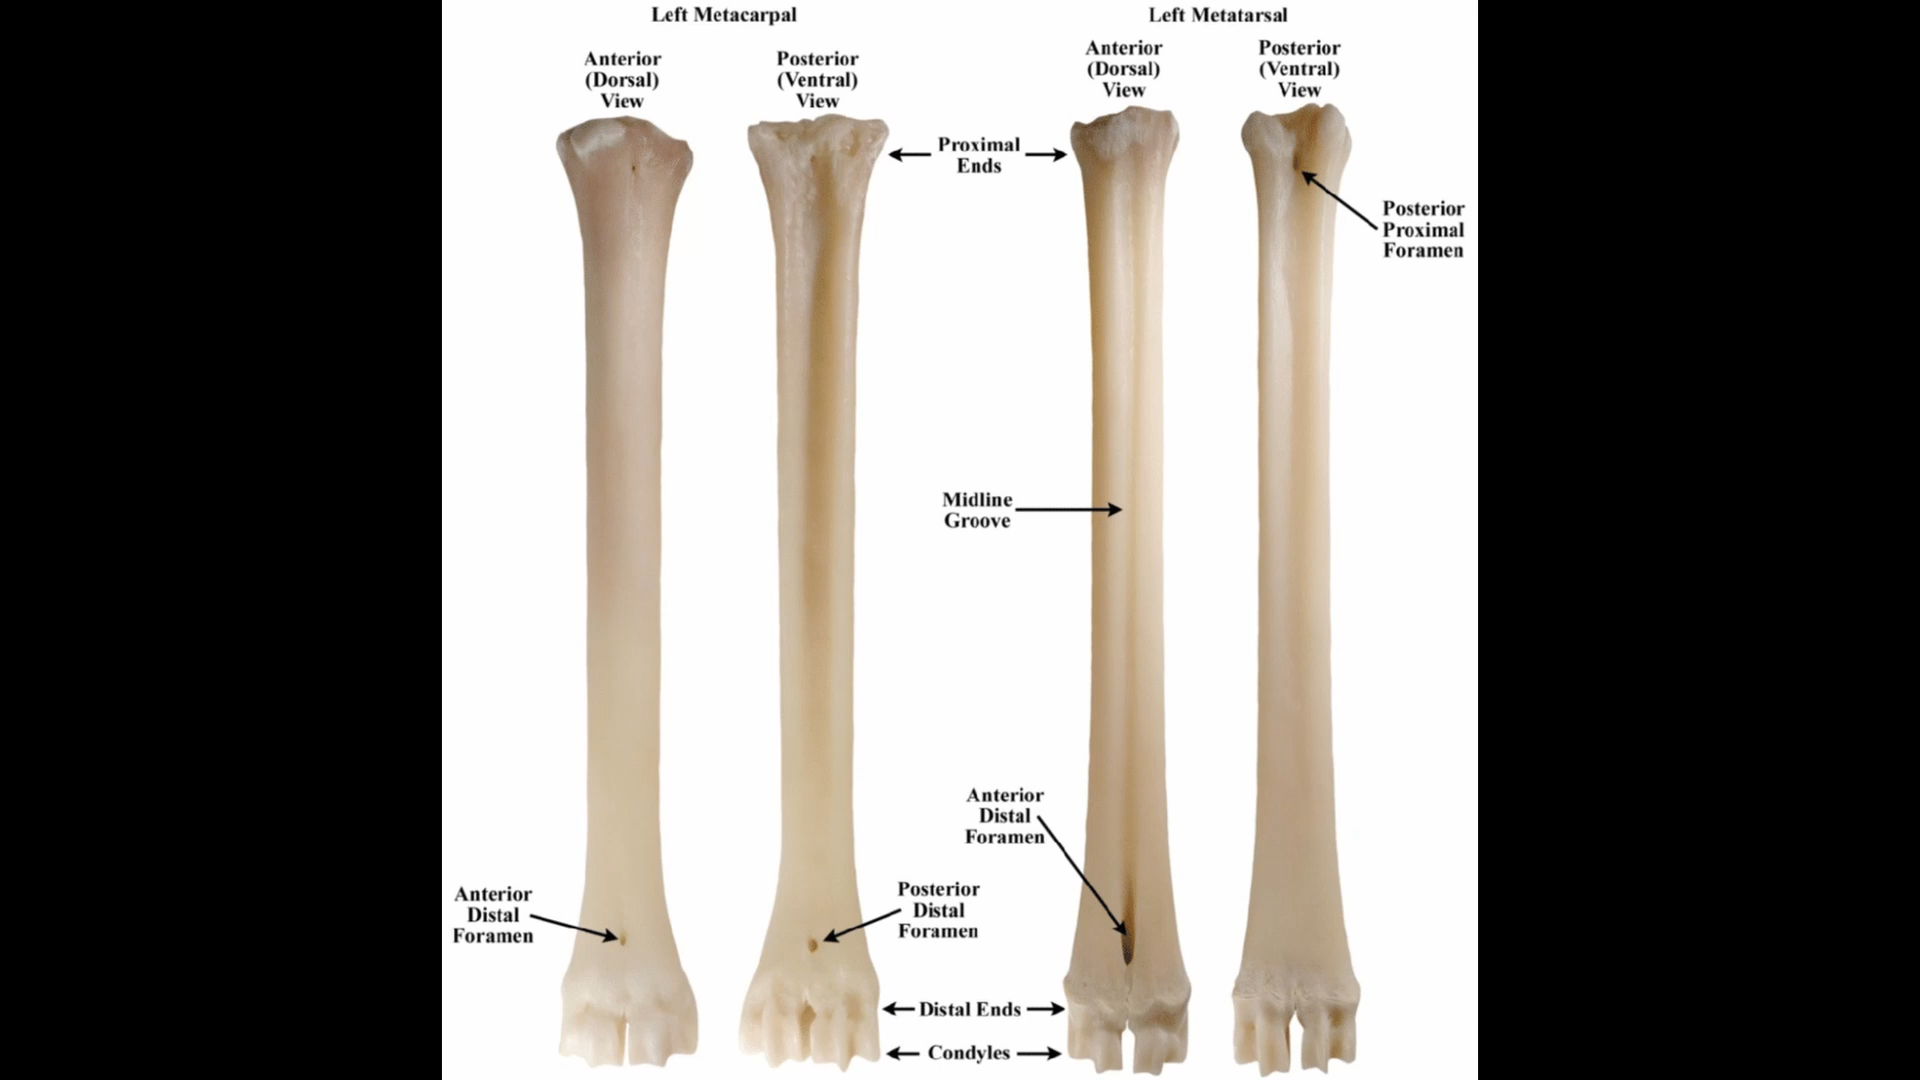 Left Metacarpal
Left Metatarsal
Anterior
(Dorsal)
View
Posterior
(Ventral)
View
Anterior
(Dorsal)
View
Posterior
(Ventral)
View
Proximal
Ends
Posterior
Proximal
Foramen
Midline
Groove
Anterior
Distal
Foramen
Anterior
Distal
Foramen
Posterior
Distal
Foramen
Distal Ends
Condyles